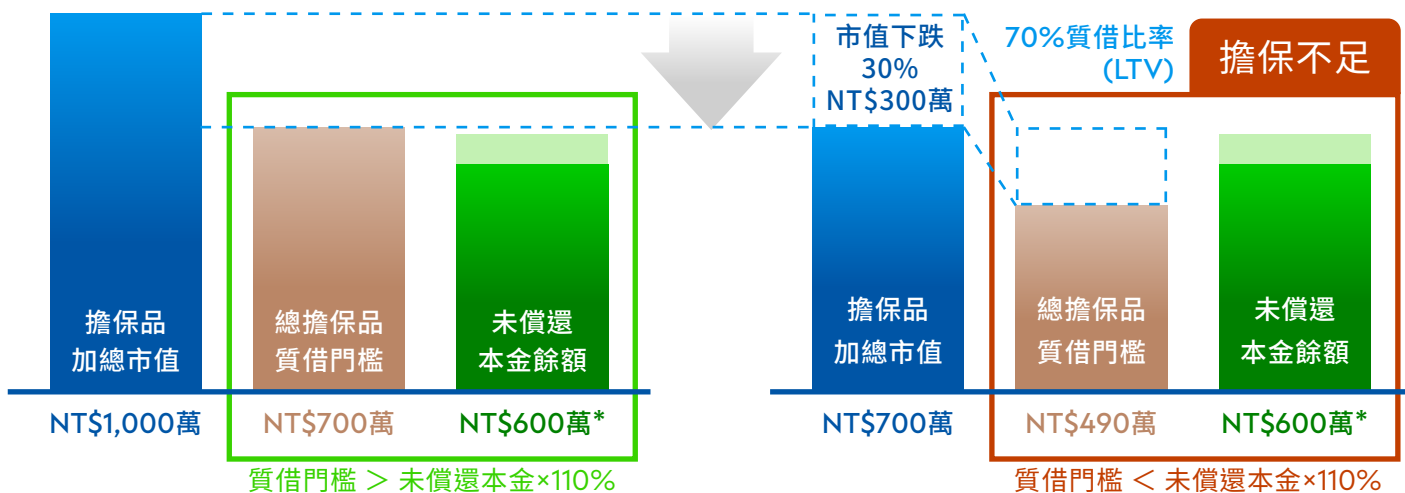 擔保品
加總市值
NT$1,000萬
總擔保品
質借門檻
NT$700萬
未償還
本金餘額
NT$600萬*
質借門檻 ＞ 未償還本金×110%
市值下跌
30%
NT$300萬
70%質借比率
(LTV)
擔保不足
擔保品
加總市值
NT$700萬
總擔保品
質借門檻
NT$490萬
未償還
本金餘額
NT$600萬*
質借門檻 ＜ 未償還本金×110%